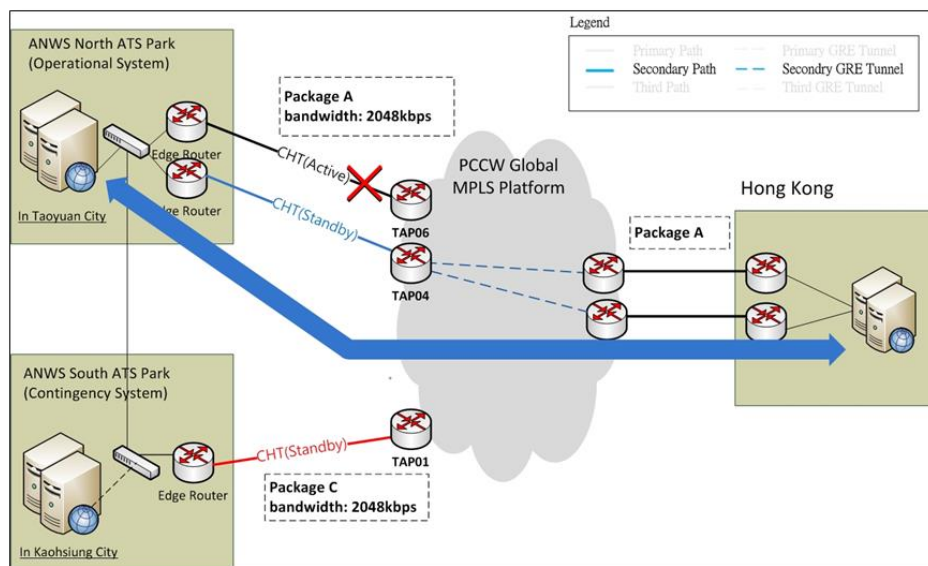 Legend
Primary Path
Primary GRE Tunnel
Secondary Path
Secondry GRE Tunnel
Third Path
Third GRE Tunnel
ANWS North ATS Park
(Operational System)
Package A
bandwidth: 2048kbps
Edge Router
CHT(Active)
PCCW Global
MPLS Platform
Hong Kong
In Taoyuan City
Edge Router
CHT(Standby)
TAP06
Package A
TAP04
ANWS South ATS Park
(Contingency System)
CHT(Standby)
TAP01
Edge Router
Package C
bandwidth: 2048kbps
In Kaohsiung City